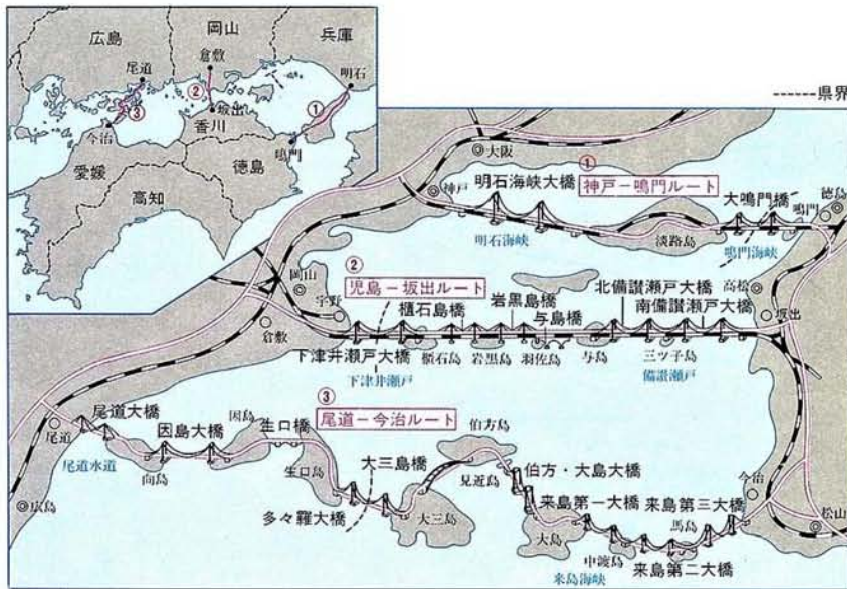 広島
岡山
兵庫
尾道
倉敷
明石
①
②
③
坂出
今治
香川
鳴門
愛媛
徳島
高知
県界
大阪
神戸
明石海峡大橋
①
神戸－鳴門ルート
大鳴門橋
鳴門
徳島
明石海峡
淡路島
鳴門海峡
岡山
宇野
倉敷
②
児島－坂出ルート
櫃石島橋
岩黒島橋
与島橋
北備讃瀬戸大橋
南備讃瀬戸大橋
高松
坂出
下津井瀬戸大橋
下津井瀬戸
櫃石島
岩黒島
羽佐島
与島
三ツ子島
備讃瀬戸
③
尾道－今治ルート
尾道
尾道大橋
尾道水道
因島大橋
向島
因島
生口橋
生口島
大三島橋
多々羅大橋
大三島
伯方島
見近島
伯方・大島大橋
大島
来島第一大橋
来島第三大橋
馬島
中渡島
来島第二大橋
来島海峡
今治
松山
広島